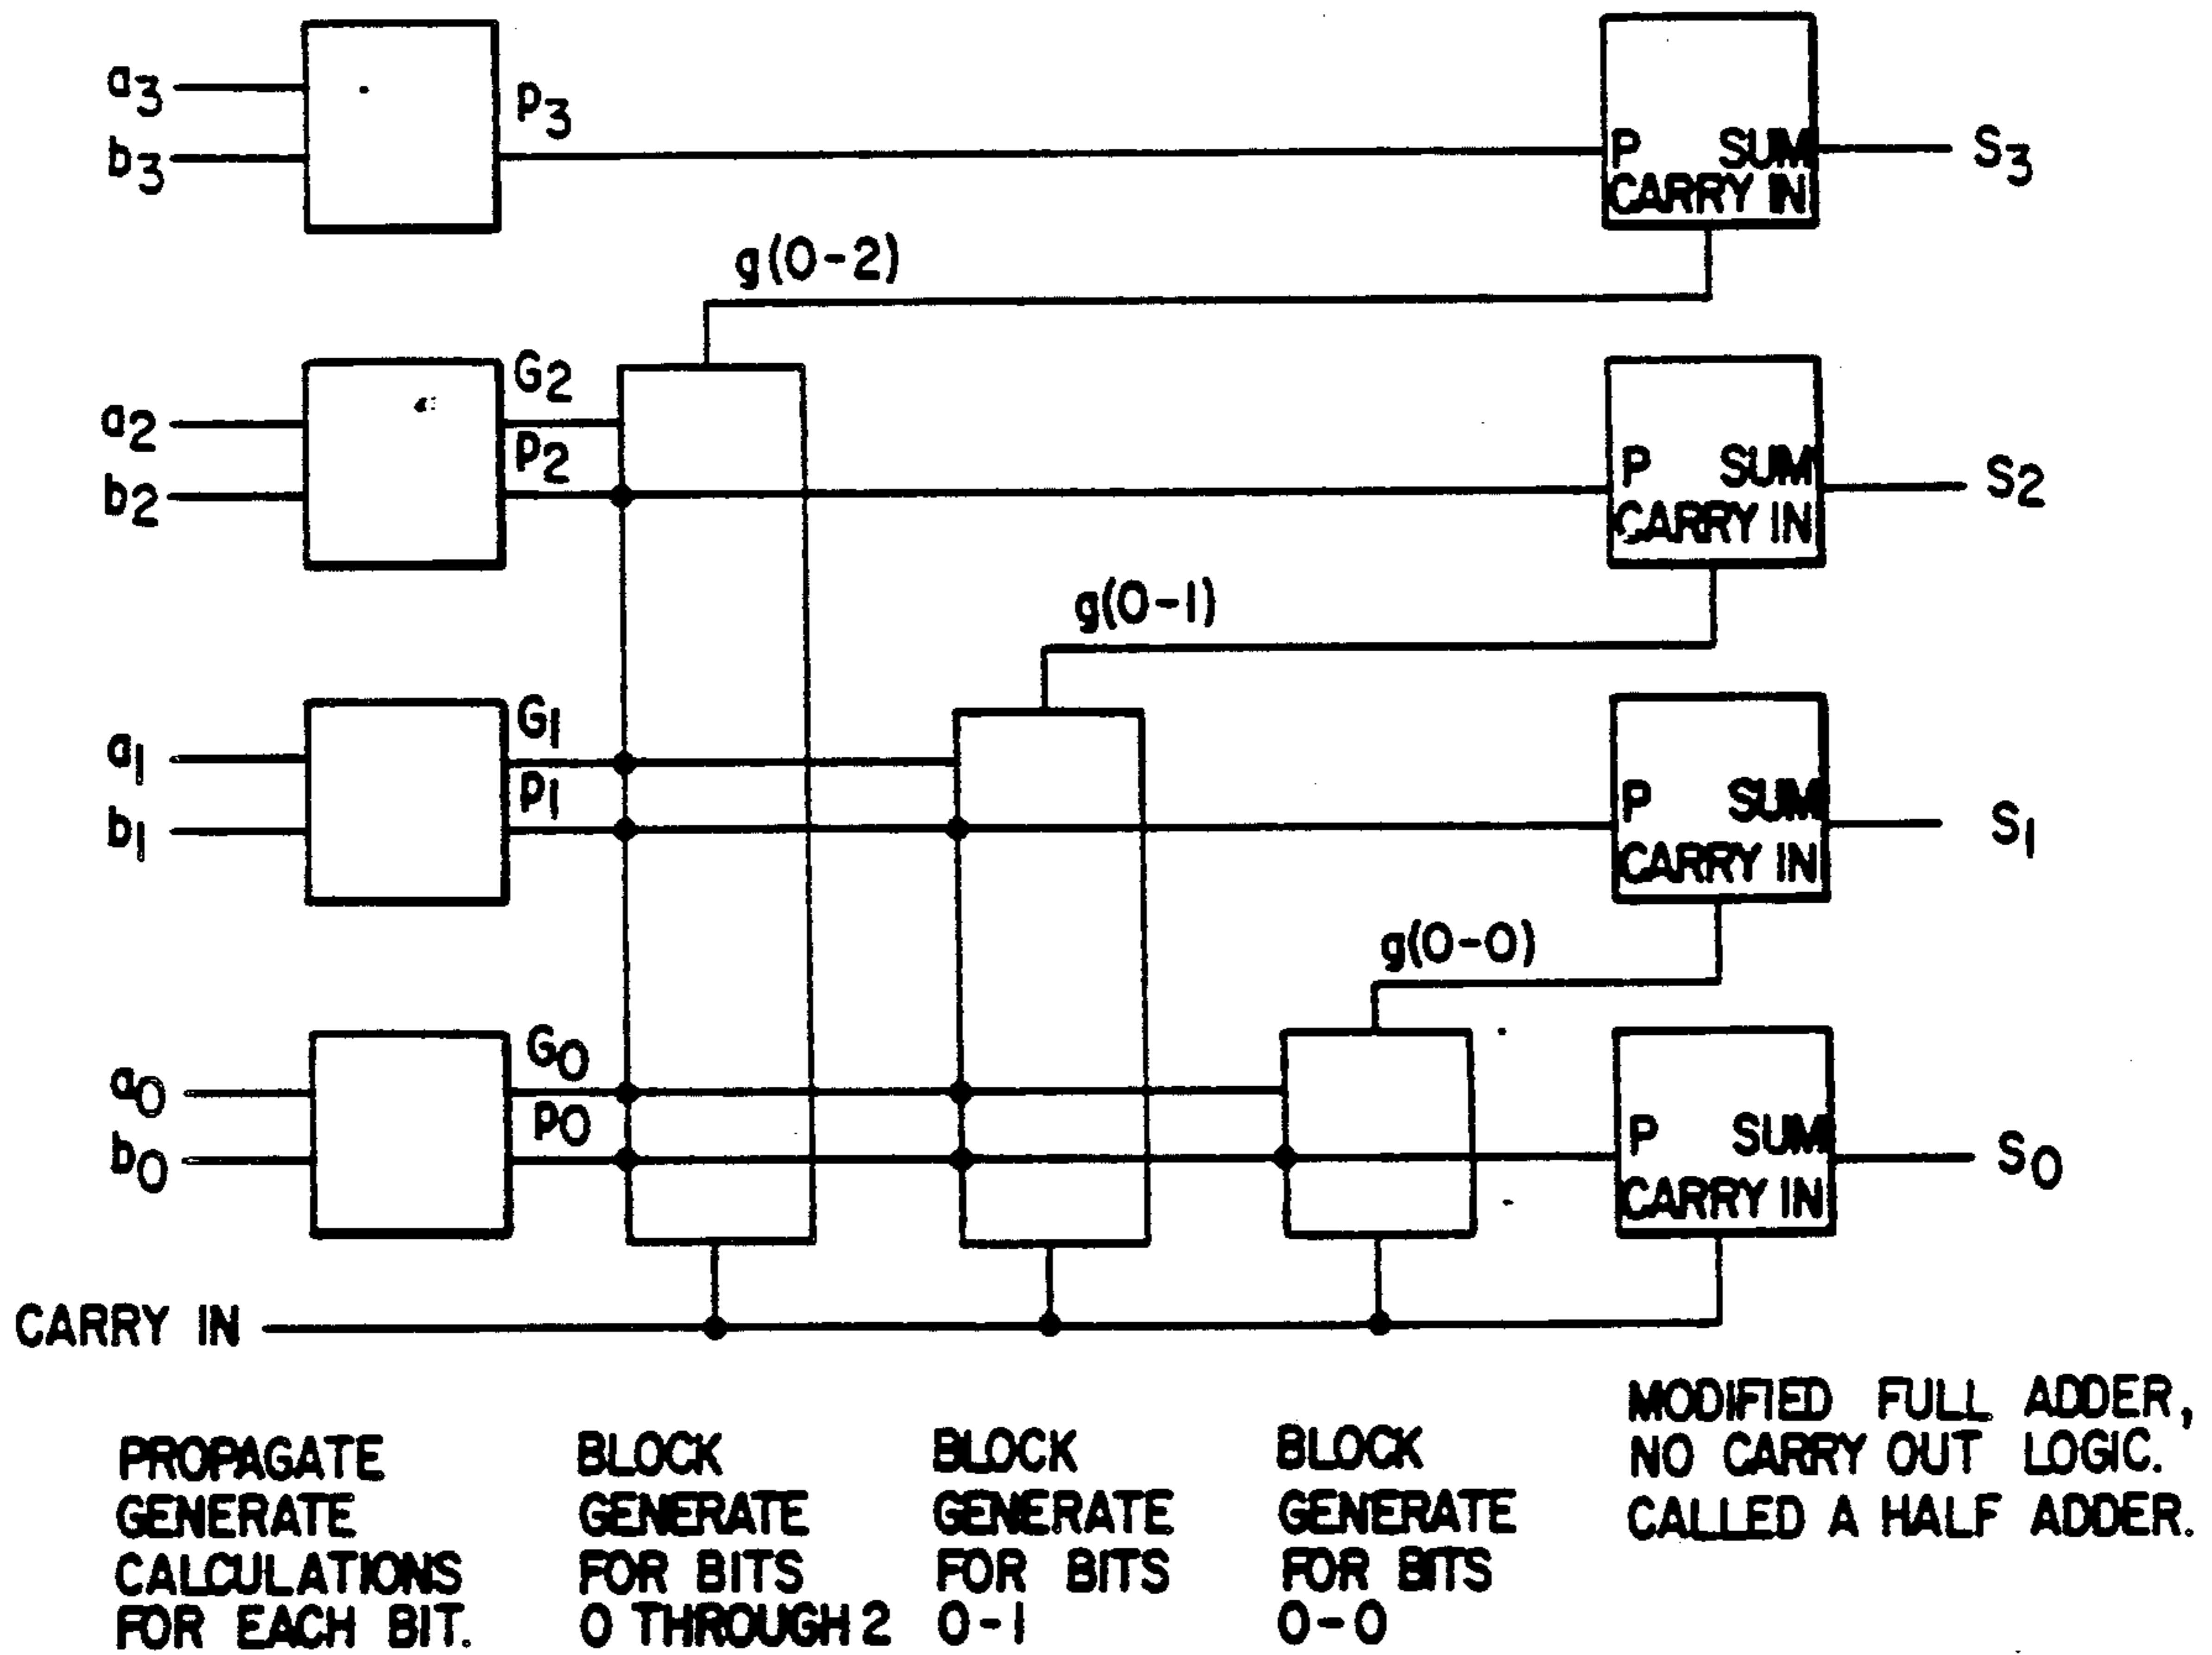 a3
b3
P3
P SUM
CARRY IN
S3
g(0-2)
a2
b2
G2
P2
P SUM
CARRY IN
S2
g(0-1)
a1
b1
G1
P1
P SUM
CARRY IN
S1
g(0-0)
a0
b0
G0
P0
P SUM
CARRY IN
S0
CARRY IN
PROPAGATE
GENERATE
CALCULATIONS
FOR EACH BIT.
BLOCK
GENERATE
FOR BITS
0 THROUGH 2
BLOCK
GENERATE
FOR BITS
0-1
BLOCK
GENERATE
FOR BITS
0-0
MODIFIED FULL ADDER,
NO CARRY OUT LOGIC.
CALLED A HALF ADDER.